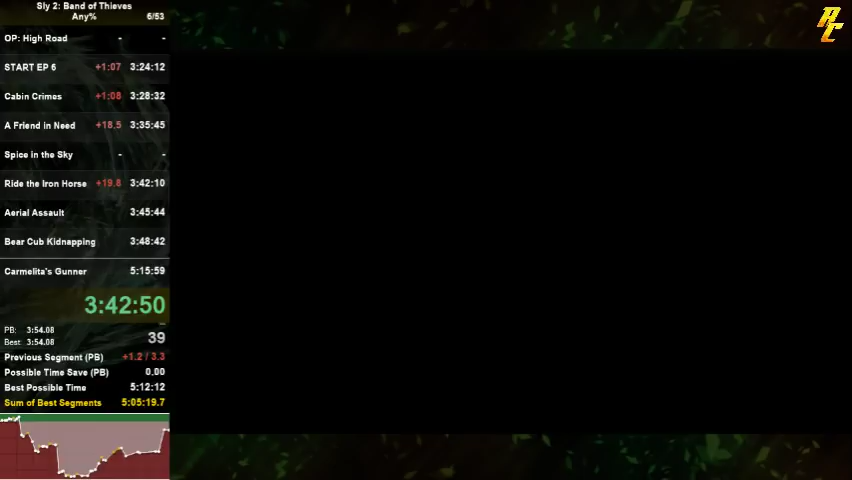 Sly 2: Band of Thieves
Any% 6/53
OP: High Road - -
START EP 6 +1:07 3:24:12
Cabin Crimes +1:08 3:28:32
A Friend in Need +18.5 3:35:45
Spice in the Sky - -
Ride the Iron Horse +19.8 3:42:10
Aerial Assault 3:45:44
Bear Cub Kidnapping 3:48:42
Carmelita's Gunner 5:15:59
3:42:50
PB: 3:54.08
Best: 3:54.08
39
Previous Segment (PB) +1.2 / 3.3
Possible Time Save (PB) 0.00
Best Possible Time 5:12:12
Sum of Best Segments 5:05:19.7